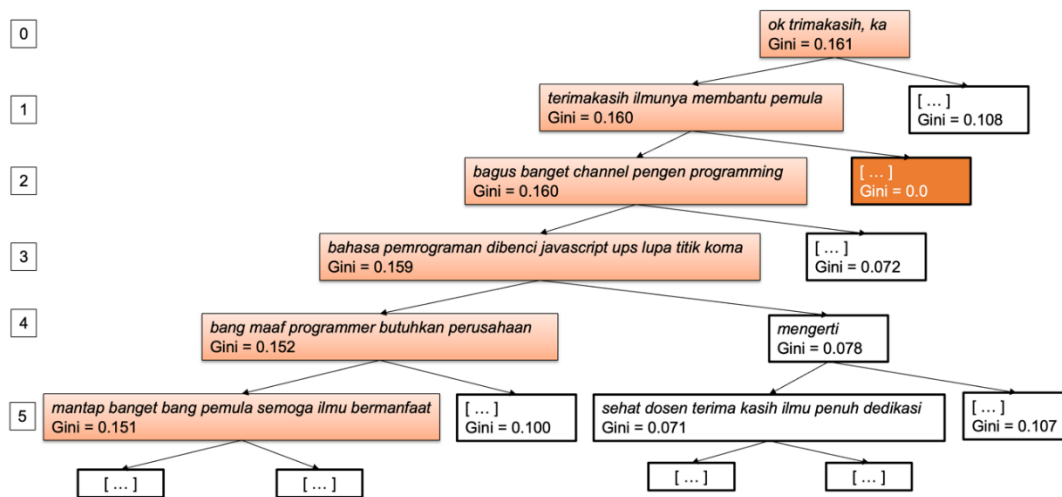 0
ok trimakasih, ka
Gini = 0.161
1
terimakasih ilmunya membantu pemula
Gini = 0.160
[ ... ]
Gini = 0.108
2
bagus banget channel pengen programming
Gini = 0.160
[ ... ]
Gini = 0.0
3
bahasa pemrograman dibenci javascript ups lupa titik koma
Gini = 0.159
[ ... ]
Gini = 0.072
4
bang maaf programmer butuhkan perusahaan
Gini = 0.152
mengerti
Gini = 0.078
5
mantap banget bang pemula semoga ilmu bermanfaat
Gini = 0.151
[ ... ]
Gini = 0.100
sehat dosen terima kasih ilmu penuh dedikasi
Gini = 0.071
[ ... ]
Gini = 0.107
[ ... ]
[ ... ]
[ ... ]
[ ... ]